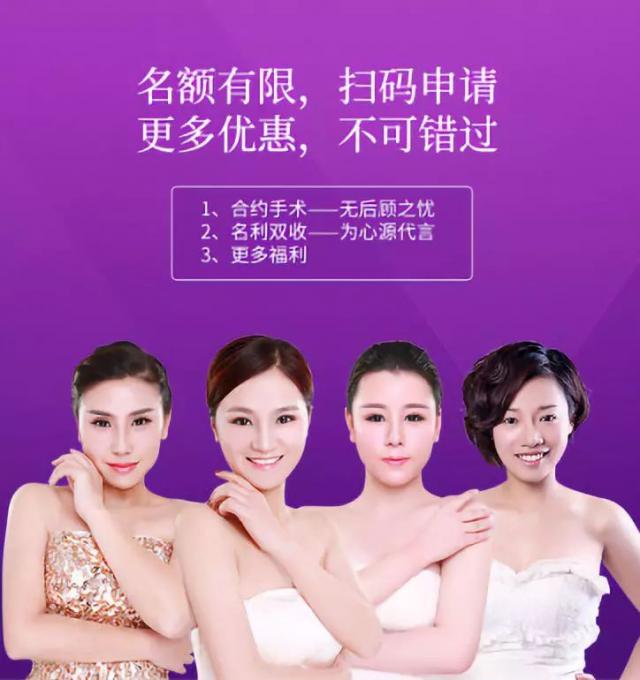 名额有限，扫码申请
更多优惠，不可错过
1、合约手术——无后顾之忧
2、名利双收——为心源代言
3、更多福利